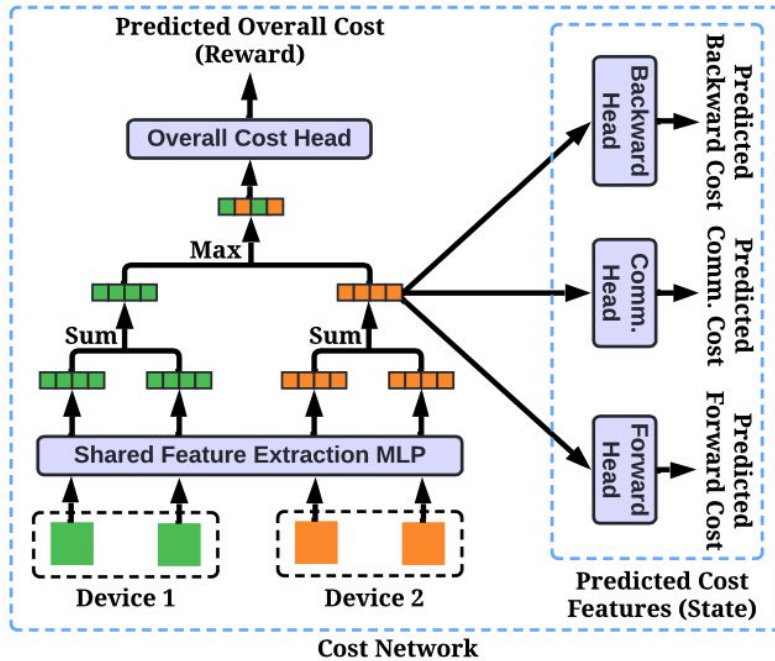 Predicted Overall Cost
(Reward)
Overall Cost Head
Max
Sum
Sum
Shared Feature Extraction MLP
Device 1
Device 2
Backward
Head
Predicted
Backward Cost
Comm.
Head
Predicted
Comm. Cost
Forward
Head
Predicted
Forward Cost
Predicted Cost
Features (State)
Cost Network